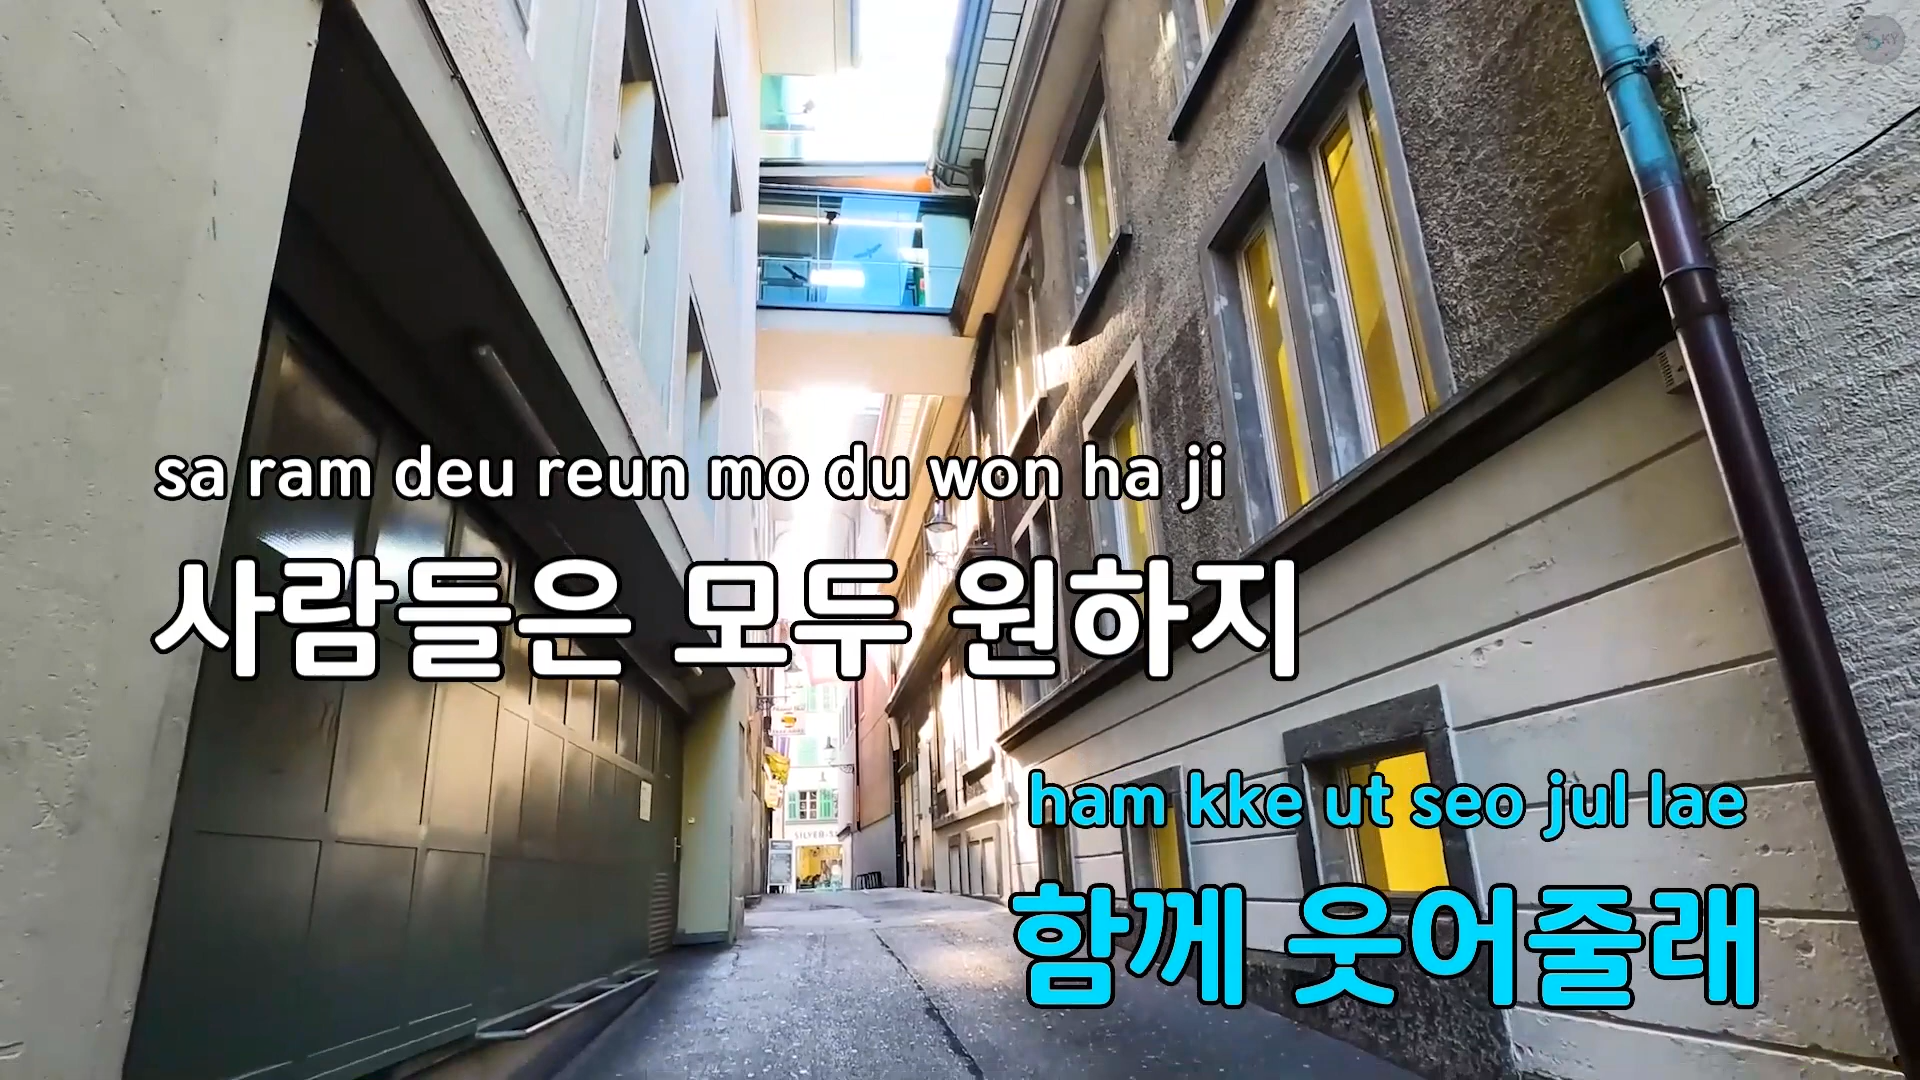 KY
sa ram deu reun mo du won ha ji
사람들은 모두 원하지
ham kke ut seo jul lae
함께 웃어줄래